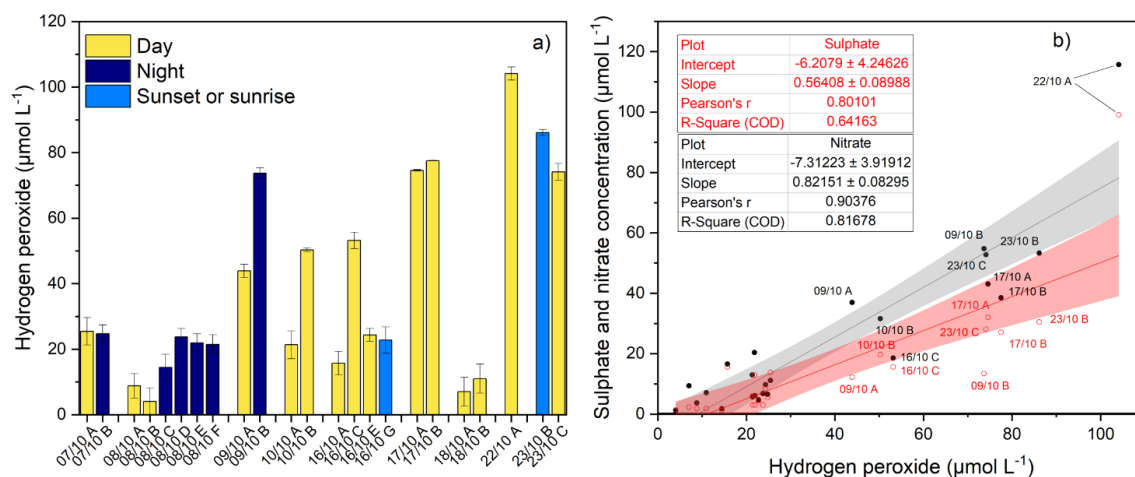 a)
Day
Night
Sunset or sunrise
Hydrogen peroxide (µmol L⁻¹)
120
100
80
60
40
20
0
07/10 A
07/10 B
08/10 A
08/10 B
08/10 C
08/10 D
08/10 E
08/10 F
09/10 A
09/10 B
10/10 A
10/10 B
16/10 A
16/10 C
16/10 E
16/10 G
17/10 A
17/10 B
18/10 A
18/10 B
22/10 A
23/10 B
23/10 C
b)
Sulphate and nitrate concentration (µmol L⁻¹)
120
100
80
60
40
20
0
Plot Sulphate
Intercept -6.2079 ± 4.24626
Slope 0.56408 ± 0.08988
Pearson's r 0.80101
R-Square (COD) 0.64163
Plot Nitrate
Intercept -7.31223 ± 3.91912
Slope 0.82151 ± 0.08295
Pearson's r 0.90376
R-Square (COD) 0.81678
22/10 A
09/10 B
23/10 B
23/10 C
09/10 A
17/10 A
17/10 B
17/10 A
10/10 B
23/10 C
23/10 B
10/10 B
17/10 B
16/10 C
16/10 C
09/10 A
09/10 B
0
20
40
60
80
100
Hydrogen peroxide (µmol L⁻¹)